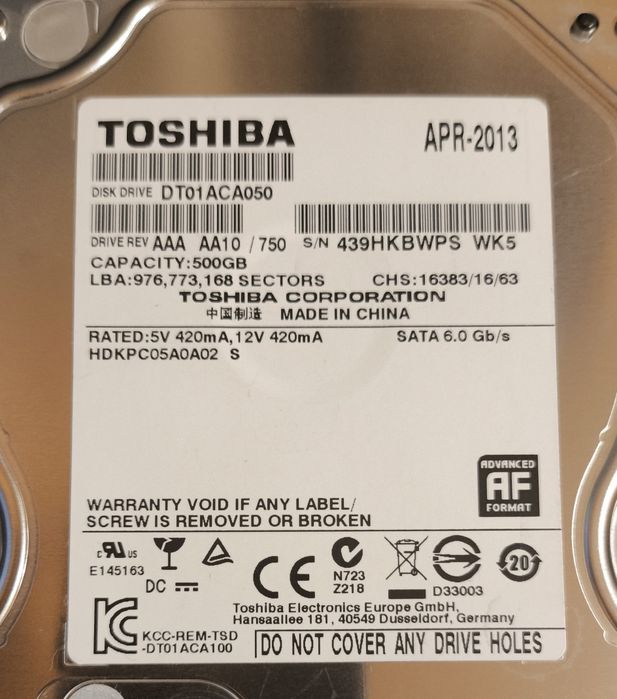 TOSHIBA APR-2013
DISK DRIVE DT01ACA050
DRIVE REV AAA AA10 / 750 S/N 439HKBWPS WK5
CAPACITY:500GB
LBA:976,773,168 SECTORS CHS:16383/16/63
TOSHIBA CORPORATION
中国制造 MADE IN CHINA
RATED:5V 420mA,12V 420mA SATA 6.0 Gb/s
HDKPC05A0A02 S
ADVANCED
AF
FORMAT
WARRANTY VOID IF ANY LABEL/
SCREW IS REMOVED OR BROKEN
c RU US
E145163
DC
CE
N723
Z218
D33003
20
Toshiba Electronics Europe GmbH,
Hansaallee 181, 40549 Dusseldorf, Germany
KCC-REM-TSD
-DT01ACA100
DO NOT COVER ANY DRIVE HOLES